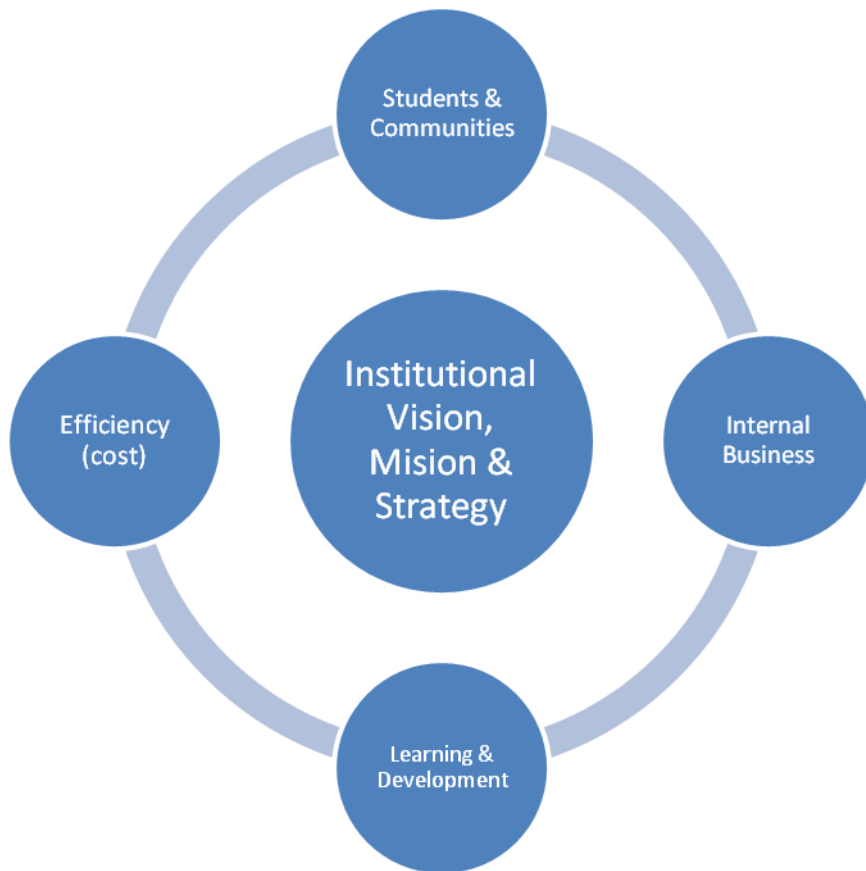 Students &
Communities
Efficiency
(cost)
Institutional
Vision,
Mision &
Strategy
Internal
Business
Learning &
Development